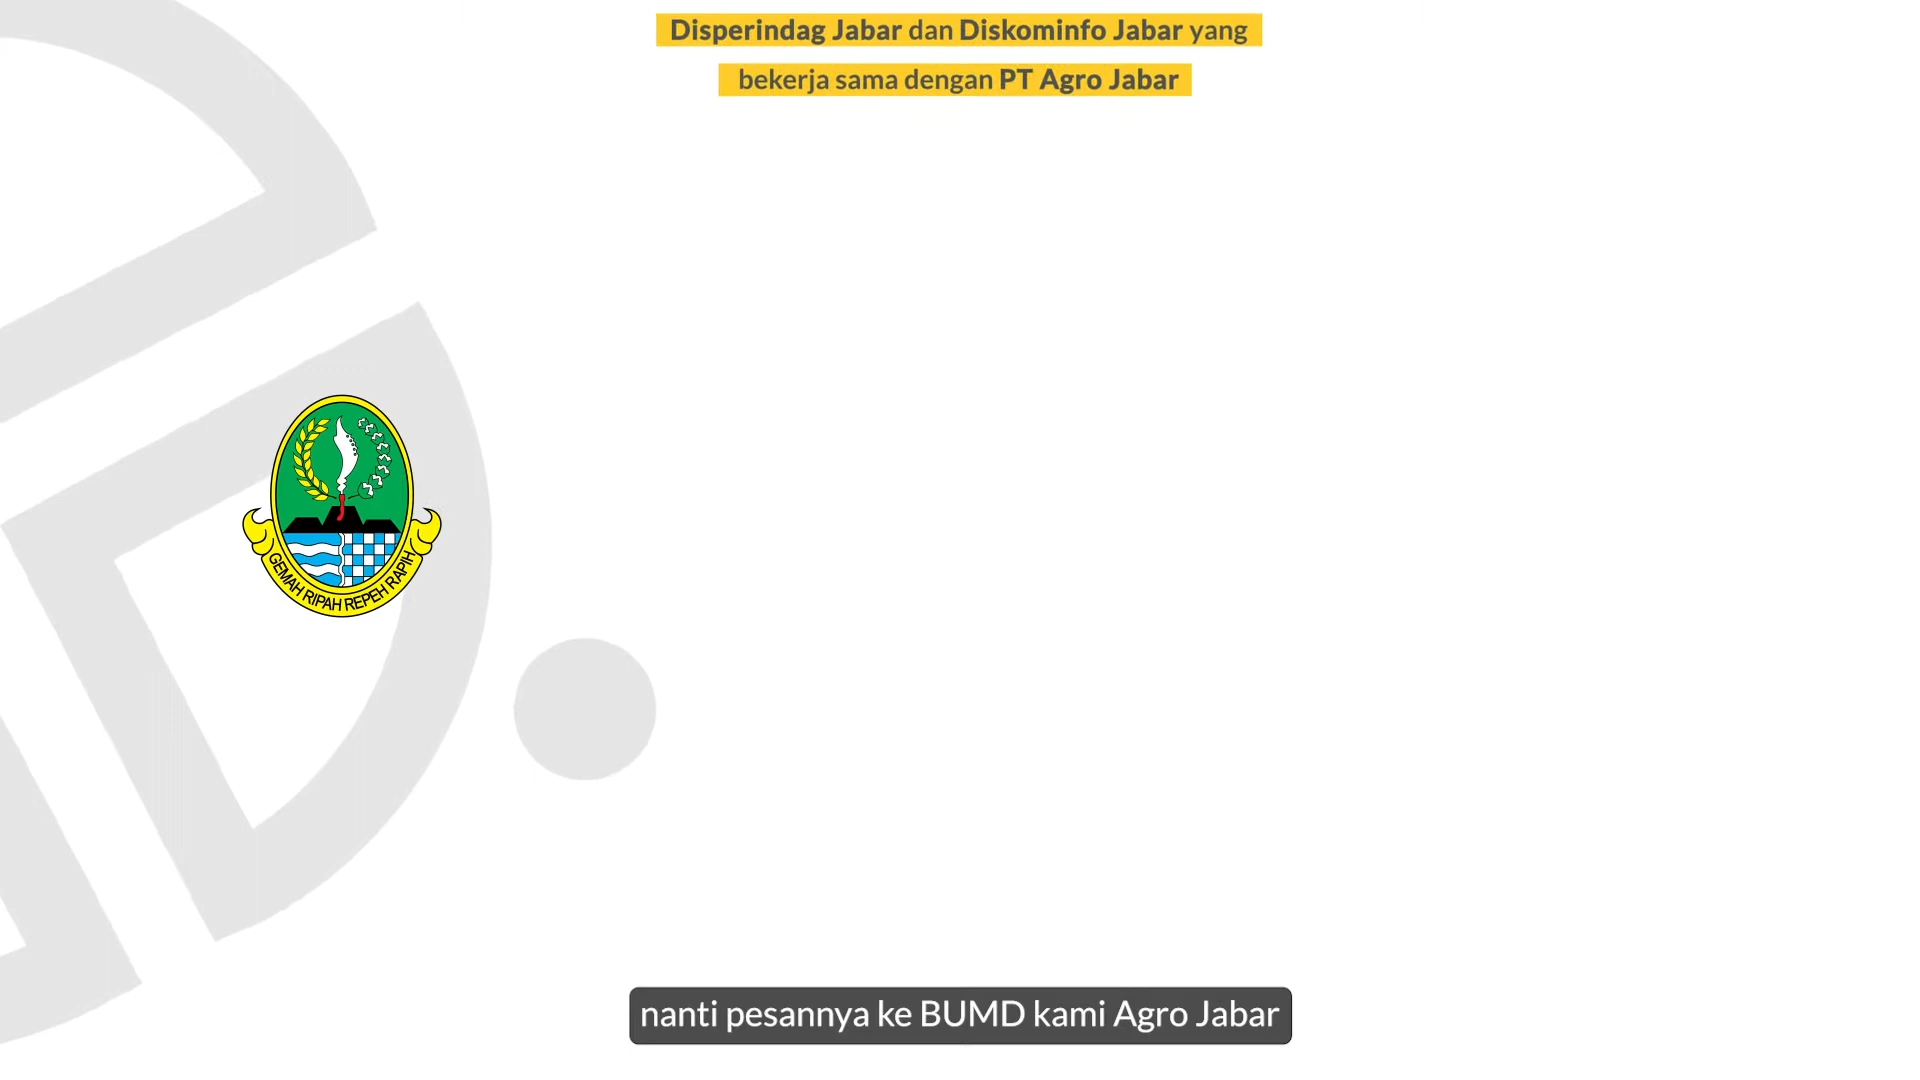 Disperindag Jabar dan Diskominfo Jabar yang
bekerja sama dengan PT Agro Jabar
GEMAH RIPAH REPEH RAPIH
nanti pesannya ke BUMD kami Agro Jabar